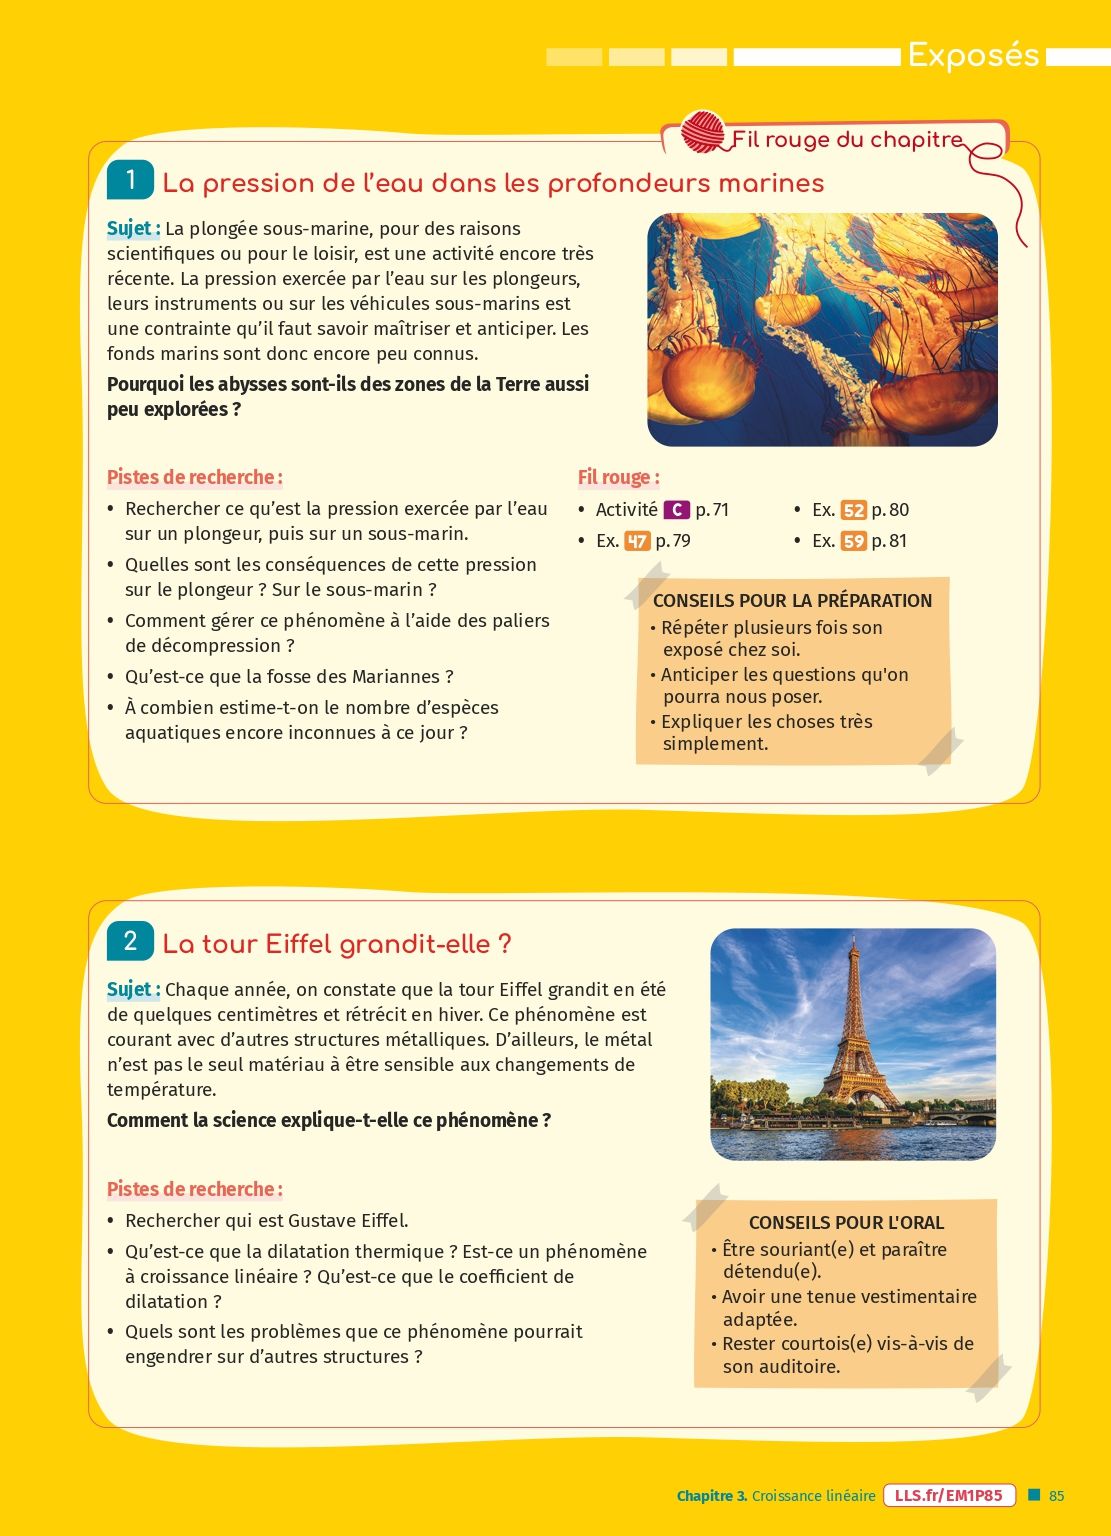 Exposés
Fil rouge du chapitre
1 La pression de l’eau dans les profondeurs marines
Sujet : La plongée sous-marine, pour des raisons
scientifiques ou pour le loisir, est une activité encore très
récente. La pression exercée par l’eau sur les plongeurs,
leurs instruments ou sur les véhicules sous-marins est
une contrainte qu’il faut savoir maîtriser et anticiper. Les
fonds marins sont donc encore peu connus.
Pourquoi les abysses sont-ils des zones de la Terre aussi
peu explorées ?
Pistes de recherche :
• Rechercher ce qu’est la pression exercée par l’eau
sur un plongeur, puis sur un sous-marin.
• Quelles sont les conséquences de cette pression
sur le plongeur ? Sur le sous-marin ?
• Comment gérer ce phénomène à l’aide des paliers
de décompression ?
• Qu’est-ce que la fosse des Mariannes ?
• À combien estime-t-on le nombre d’espèces
aquatiques encore inconnues à ce jour ?
Fil rouge :
• Activité C p. 71
• Ex. 47 p. 79
• Ex. 52 p. 80
• Ex. 59 p. 81
CONSEILS POUR LA PRÉPARATION
• Répéter plusieurs fois son
exposé chez soi.
• Anticiper les questions qu'on
pourra nous poser.
• Expliquer les choses très
simplement.
2 La tour Eiffel grandit-elle ?
Sujet : Chaque année, on constate que la tour Eiffel grandit en été
de quelques centimètres et rétrécit en hiver. Ce phénomène est
courant avec d’autres structures métalliques. D’ailleurs, le métal
n’est pas le seul matériau à être sensible aux changements de
température.
Comment la science explique-t-elle ce phénomène ?
Pistes de recherche :
• Rechercher qui est Gustave Eiffel.
• Qu’est-ce que la dilatation thermique ? Est-ce un phénomène
à croissance linéaire ? Qu’est-ce que le coefficient de
dilatation ?
• Quels sont les problèmes que ce phénomène pourrait
engendrer sur d’autres structures ?
CONSEILS POUR L'ORAL
• Être souriant(e) et paraître
détendu(e).
• Avoir une tenue vestimentaire
adaptée.
• Rester courtois(e) vis-à-vis de
son auditoire.
Chapitre 3. Croissance linéaire LLS.fr/EM1P85 85